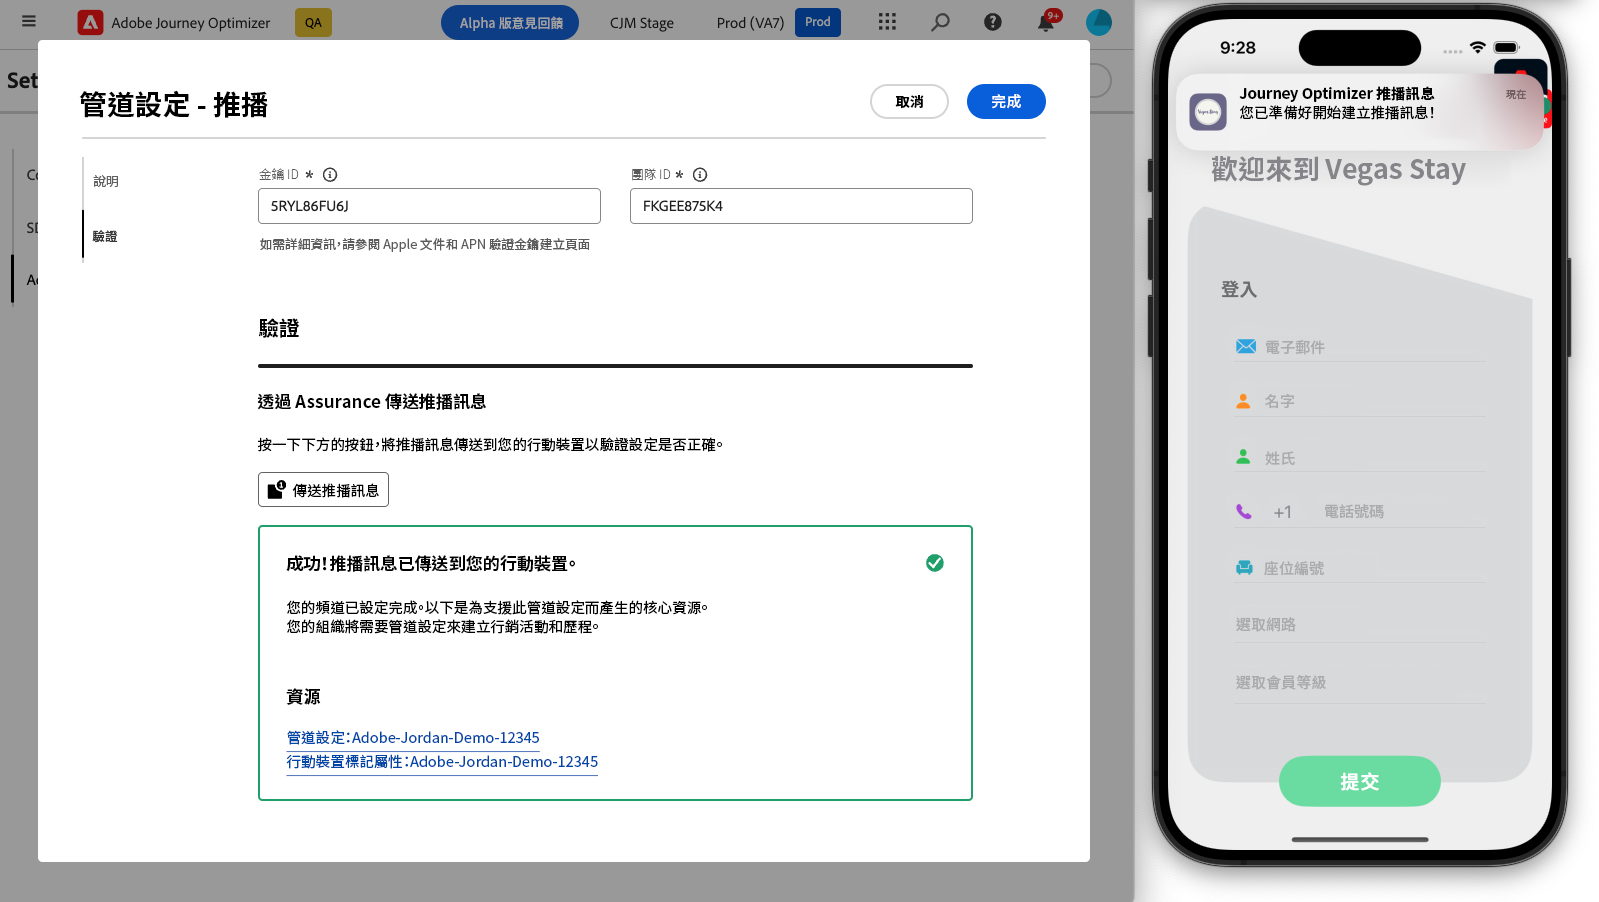 Adobe Journey Optimizer
QA
Alpha 版意見回饋
CJM Stage
Prod (VA7)
Prod
9+
Set
管道設定 - 推播
取消
完成
說明
驗證
金鑰 ID *
5RYL86FU6J
團隊 ID *
FKGEE875K4
如需詳細資訊，請參閱 Apple 文件和 APN 驗證金鑰建立頁面
驗證
透過 Assurance 傳送推播訊息
按一下下方的按鈕，將推播訊息傳送到您的行動裝置以驗證設定是否正確。
傳送推播訊息
成功！推播訊息已傳送到您的行動裝置。
您的頻道已設定完成。以下是為支援此管道設定而產生的核心資源。
您的組織將需要管道設定來建立行銷活動和歷程。
資源
管道設定：Adobe-Jordan-Demo-12345
行動裝置標記屬性：Adobe-Jordan-Demo-12345
9:28
Journey Optimizer 推播訊息
現在
您已準備好開始建立推播訊息！
歡迎來到 Vegas Stay
登入
電子郵件
名字
姓氏
+1 電話號碼
座位編號
選取網路
選取會員等級
提交